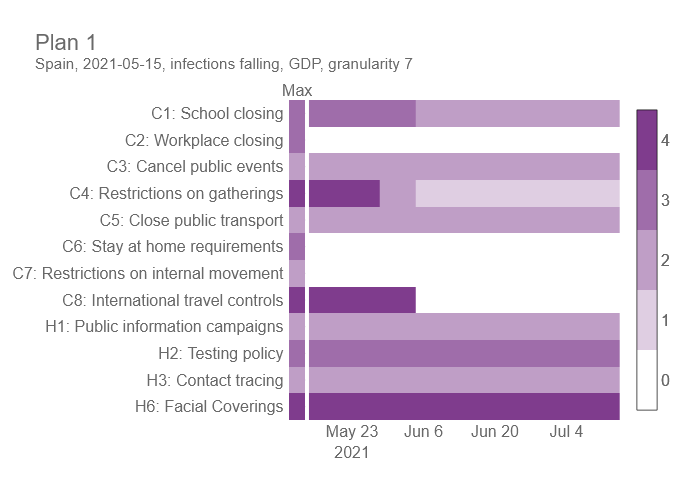 Plan 1
Spain, 2021-05-15, infections falling, GDP, granularity 7
Max
C1: School closing
C2: Workplace closing
C3: Cancel public events
C4: Restrictions on gatherings
C5: Close public transport
C6: Stay at home requirements
C7: Restrictions on internal movement
C8: International travel controls
H1: Public information campaigns
H2: Testing policy
H3: Contact tracing
H6: Facial Coverings
May 23 Jun 6 Jun 20 Jul 4
2021
4
3
2
1
0